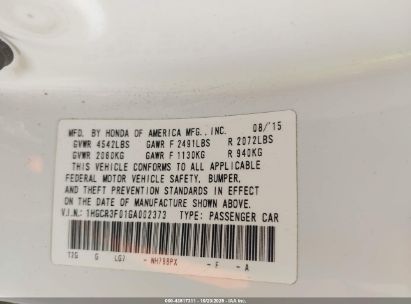 MFD. BY HONDA OF AMERICA MFG., INC. 08/'15
GVWR 4542LBS GAWR F 2491LBS R 2072LBS
GVWR 2060KG GAWR F 1130KG R 940KG
THIS VEHICLE CONFORMS TO ALL APPLICABLE
FEDERAL MOTOR VEHICLE SAFETY, BUMPER,
AND THEFT PREVENTION STANDARDS IN EFFECT
ON THE DATE OF MANUFACTURE SHOWN ABOVE.
V.I.N.: 1HGCR3F01GA002373 TYPE: PASSENGER CAR
G LG7 - NH788PX - F - A